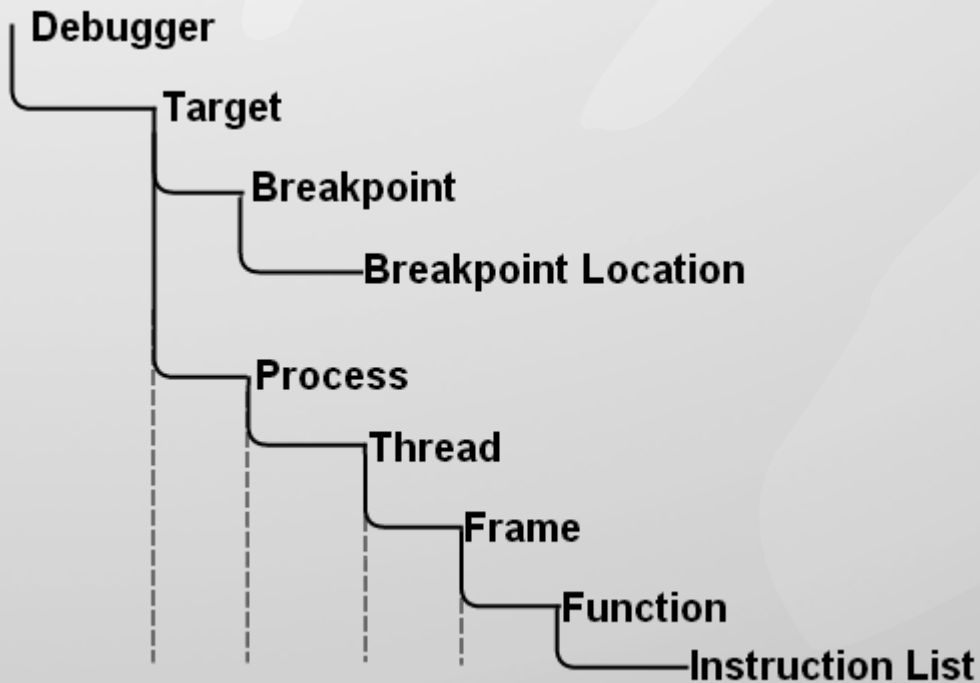 Debugger
Target
Breakpoint
Breakpoint Location
Process
Thread
Frame
Function
Instruction List